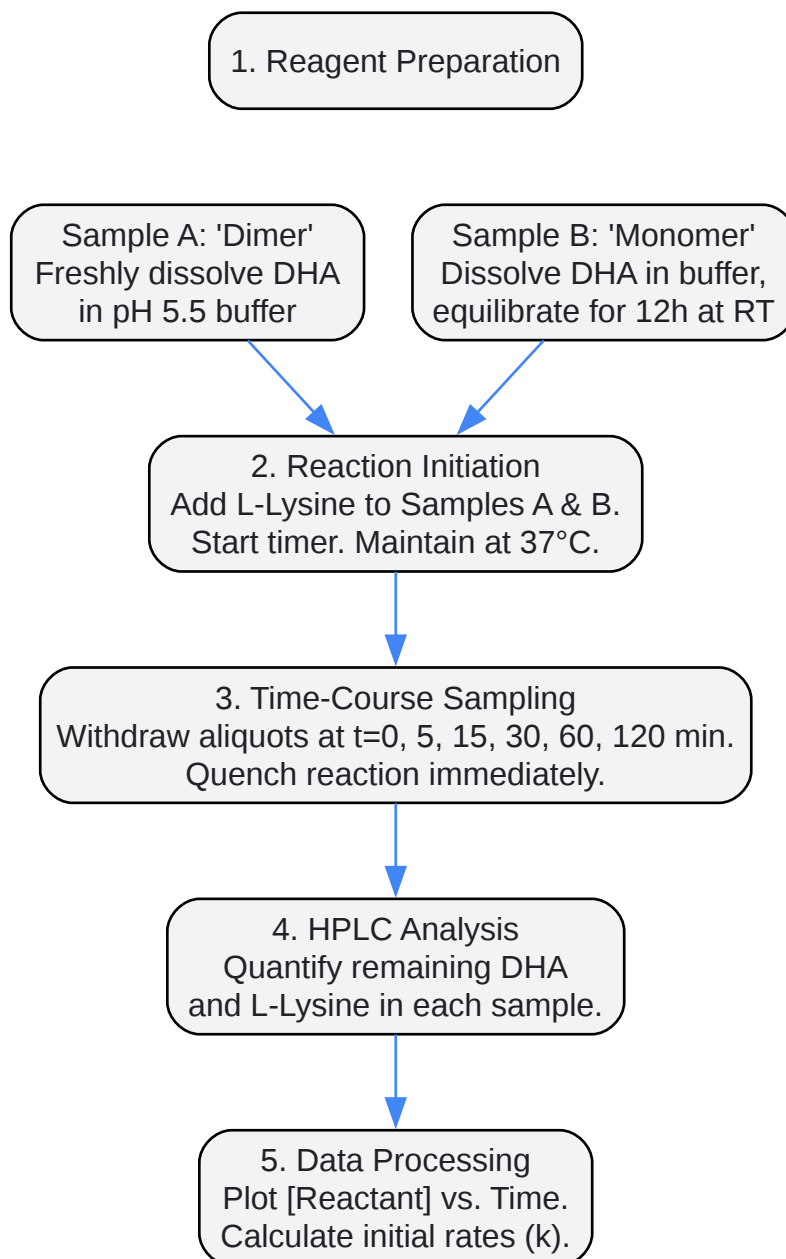 1. Reagent Preparation
Sample A: 'Dimer'
Freshly dissolve DHA
in pH 5.5 buffer
Sample B: 'Monomer'
Dissolve DHA in buffer,
equilibrate for 12h at RT
2. Reaction Initiation
Add L-Lysine to Samples A & B.
Start timer. Maintain at 37°C.
3. Time-Course Sampling
Withdraw aliquots at t=0, 5, 15, 30, 60, 120 min.
Quench reaction immediately.
4. HPLC Analysis
Quantify remaining DHA
and L-Lysine in each sample.
5. Data Processing
Plot [Reactant] vs. Time.
Calculate initial rates (k).